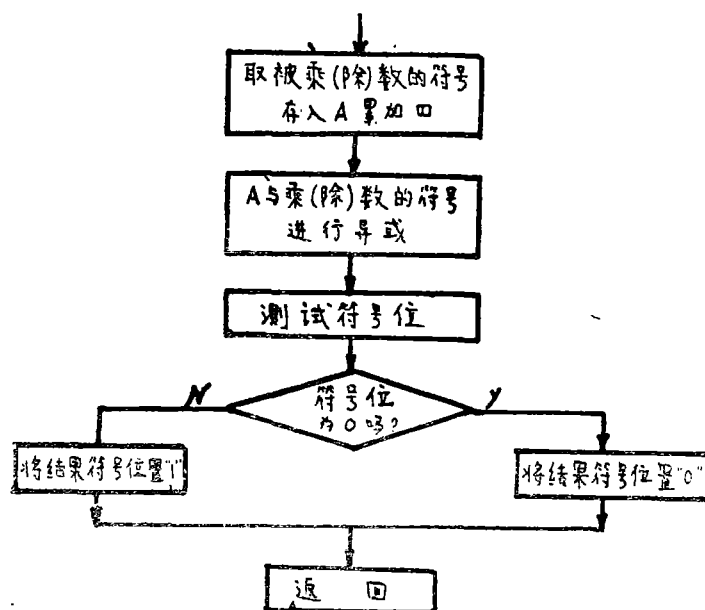 取被乘(除)数的符号
存入A累加口
A与乘(除)数的符号
进行异或
测试符号位
符号位
为0吗?
N
Y
将结果符号位置"1"
将结果符号位置"0"
返 回